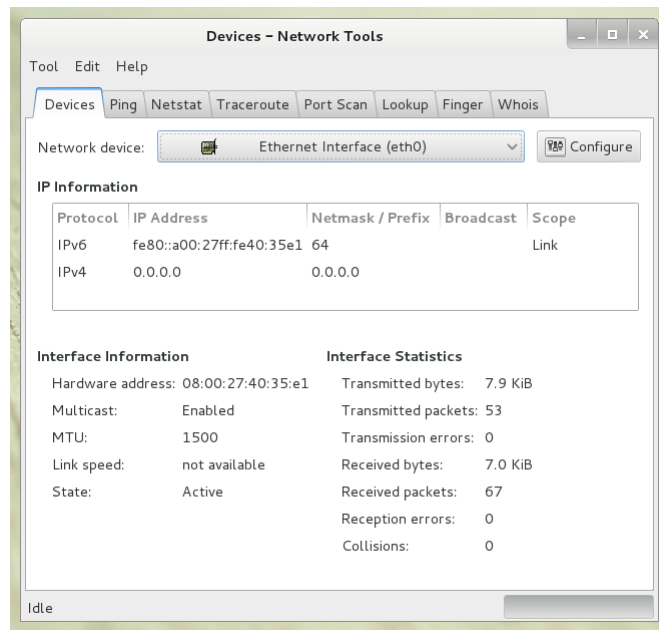 Devices – Network Tools
Tool Edit Help
Devices Ping Netstat Traceroute Port Scan Lookup Finger Whois
Network device: Ethernet Interface (eth0) Configure
IP Information
Protocol IP Address Netmask / Prefix Broadcast Scope
IPv6 fe80::a00:27ff:fe40:35e1 64 Link
IPv4 0.0.0.0 0.0.0.0
Interface Information Interface Statistics
Hardware address: 08:00:27:40:35:e1 Transmitted bytes: 7.9 KiB
Multicast: Enabled Transmitted packets: 53
MTU: 1500 Transmission errors: 0
Link speed: not available Received bytes: 7.0 KiB
State: Active Received packets: 67
Reception errors: 0
Collisions: 0
Idle